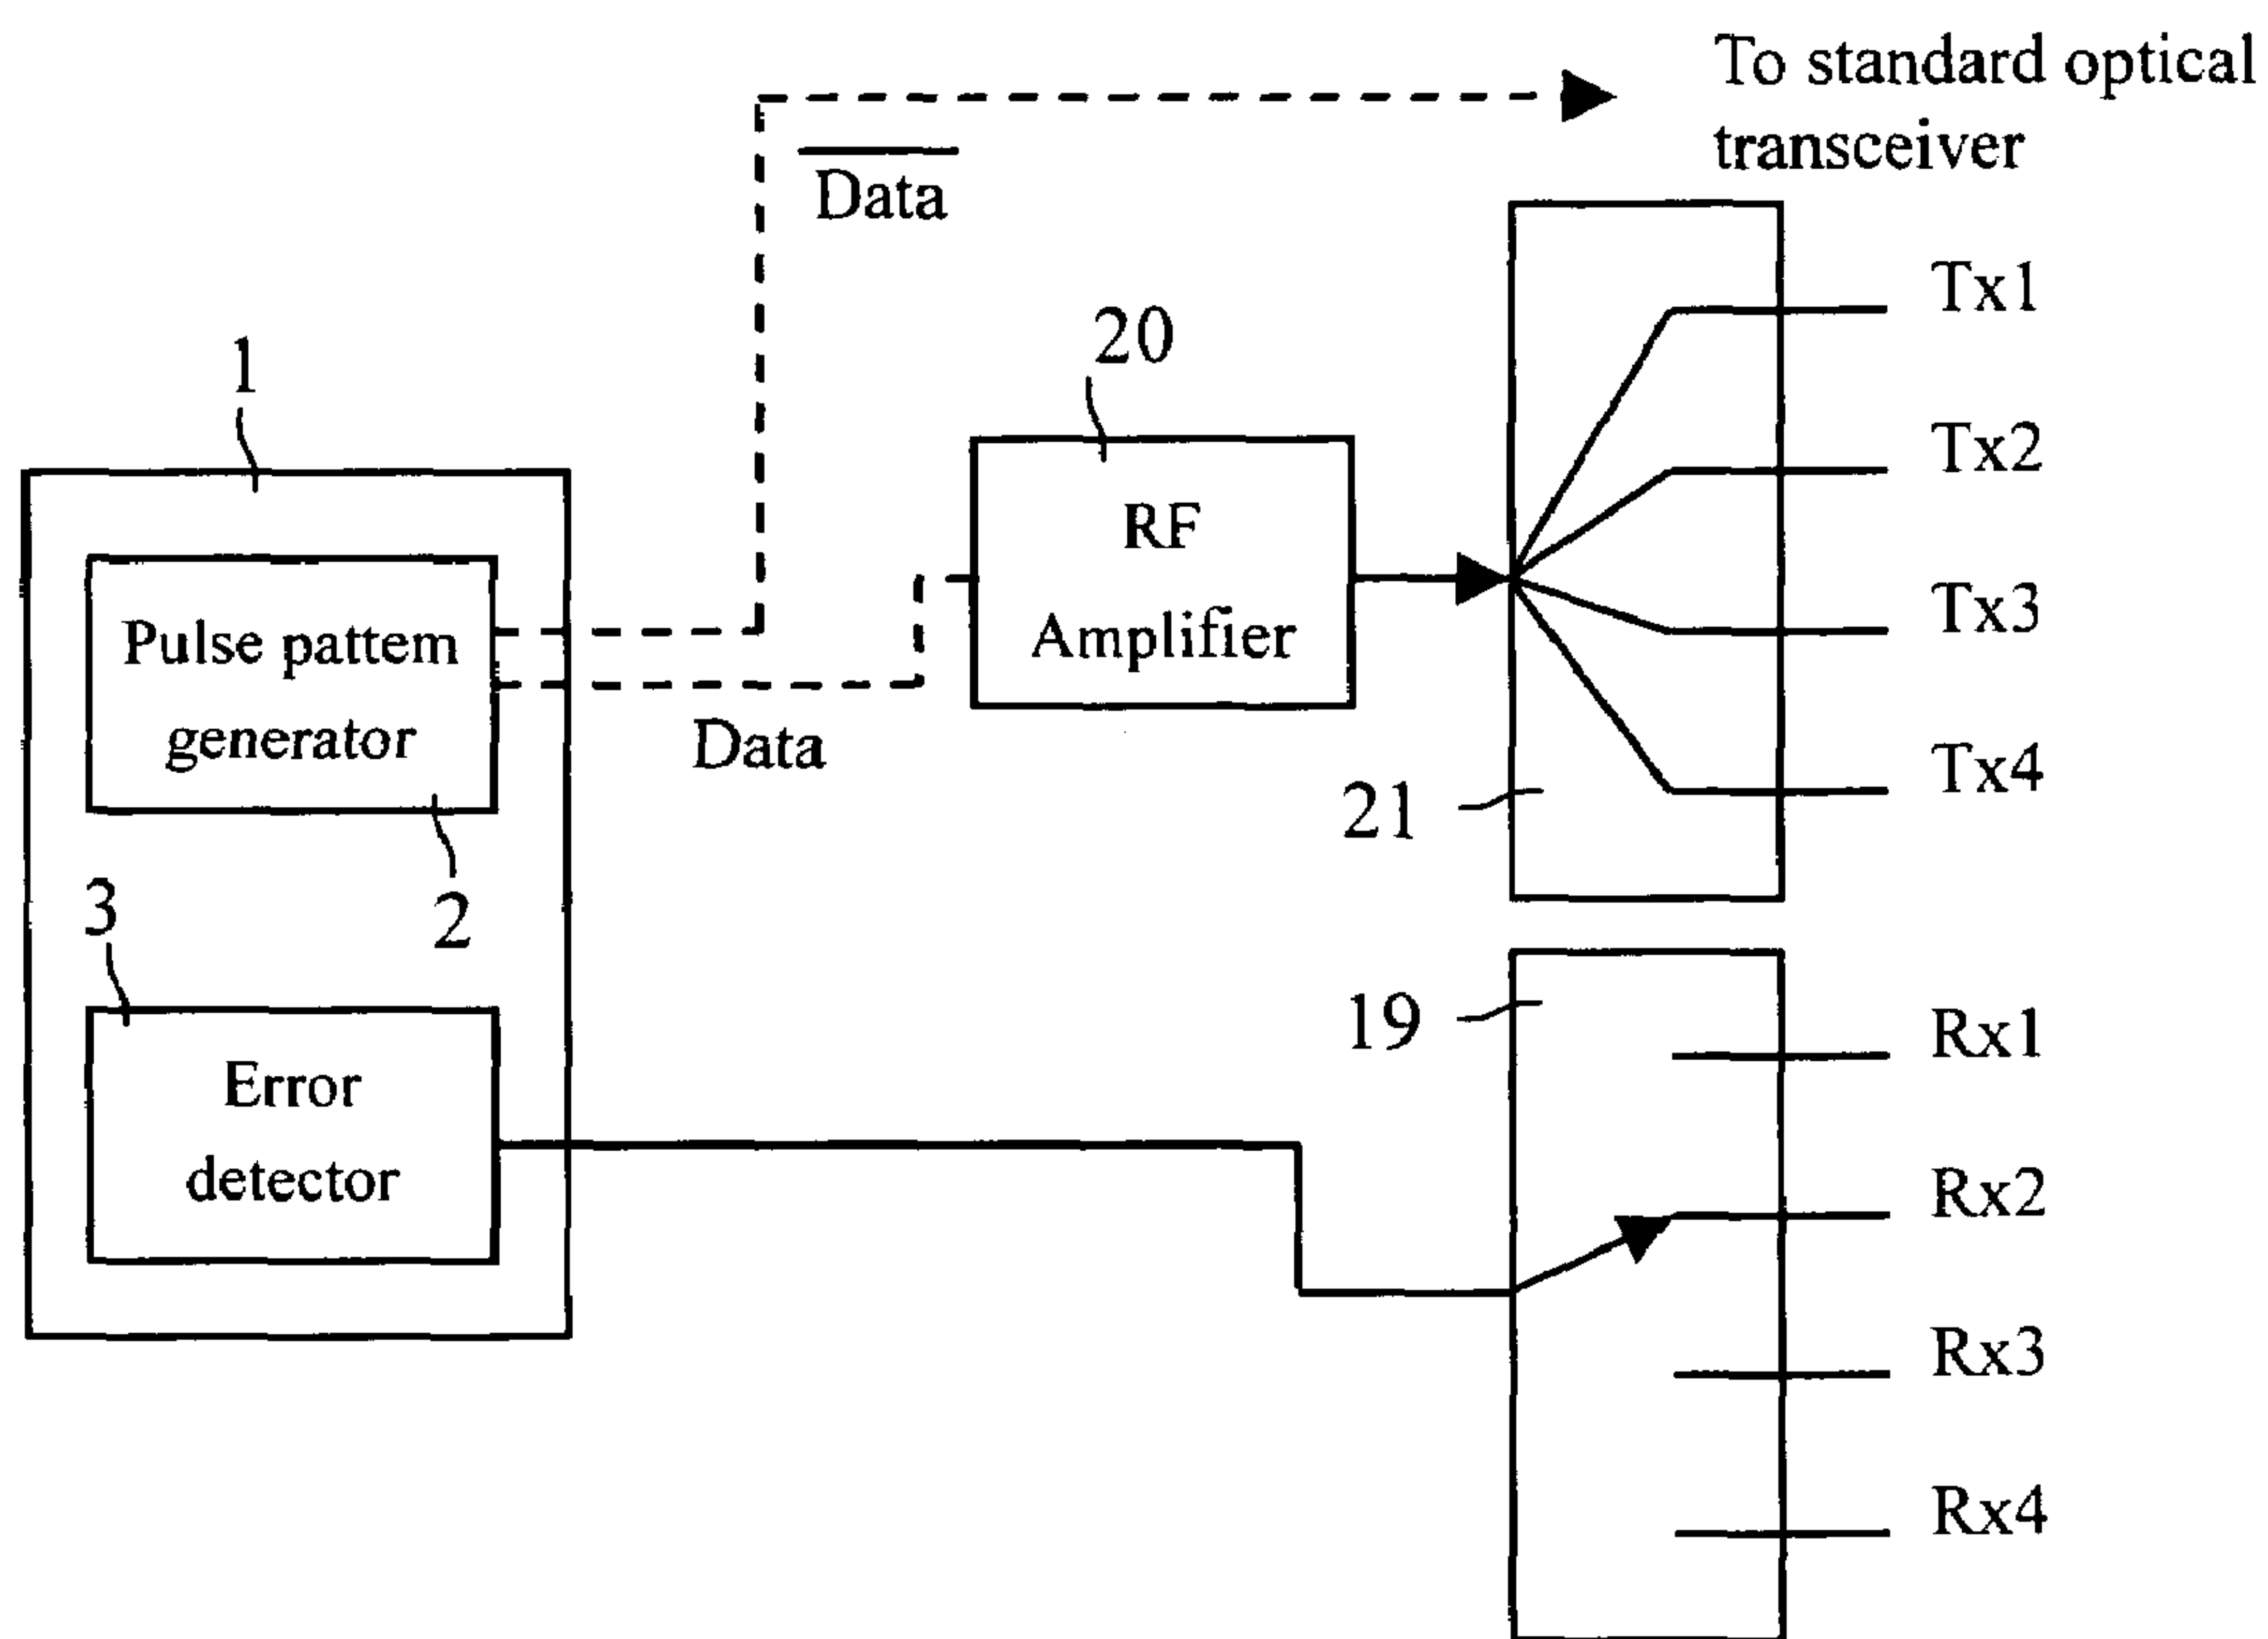 To standard optical
transceiver
Data
Tx1
20
1
Tx2
RF
Amplifier
Pulse pattem
generator
Tx3
Data
Tx4
21
2
3
19
Rx1
Error
detector
Rx2
Rx3
Rx4